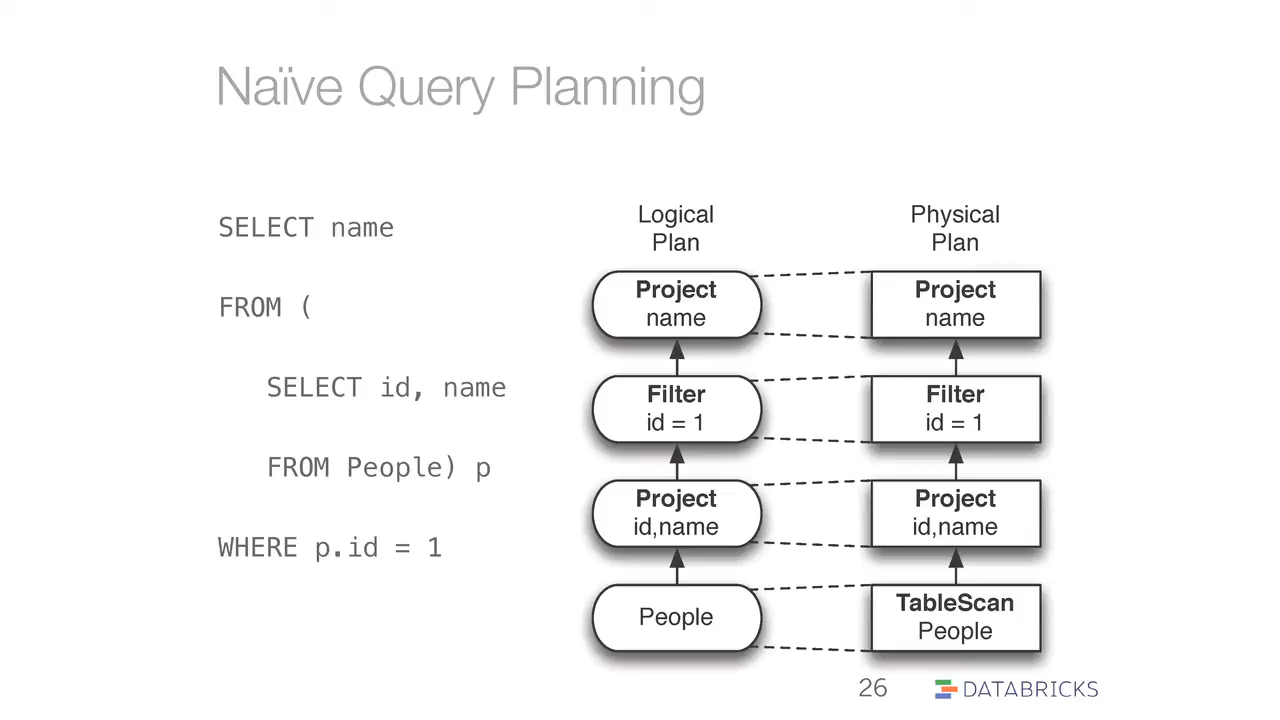 Naïve Query Planning
SELECT name
FROM (
SELECT id, name
FROM People) p
WHERE p.id = 1
Logical
Plan
Project
name
Filter
id = 1
Project
id,name
People
Physical
Plan
Project
name
Filter
id = 1
Project
id,name
TableScan
People
26
DATABRICKS